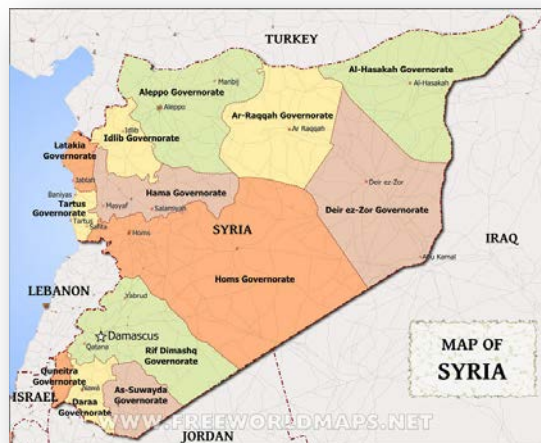 TURKEY
Al-Hasakah Governorate
Al-Hasakah
Manbij
Aleppo Governorate
Aleppo
Ar-Raqqah Governorate
Ar Raqqah
Idlib
Idlib Governorate
Latakia
Governorate
Jablah
Hama Governorate
Deir ez-Zor
Baniyas
Tartus
Governorate
Masyaf
Salamiyah
Deir ez-Zor Governorate
Tartus
Safita
Homs
SYRIA
IRAQ
Abu Kamal
Homs Governorate
LEBANON
Yabrud
Damascus
Qatana
Rif Dimashq
Governorate
MAP OF
SYRIA
Quneitra
Governorate
Nawa
As-Suwayda
Governorate
ISRAEL
Daraa
Governorate
WWW.FREEWORLDMAPS.NET
JORDAN